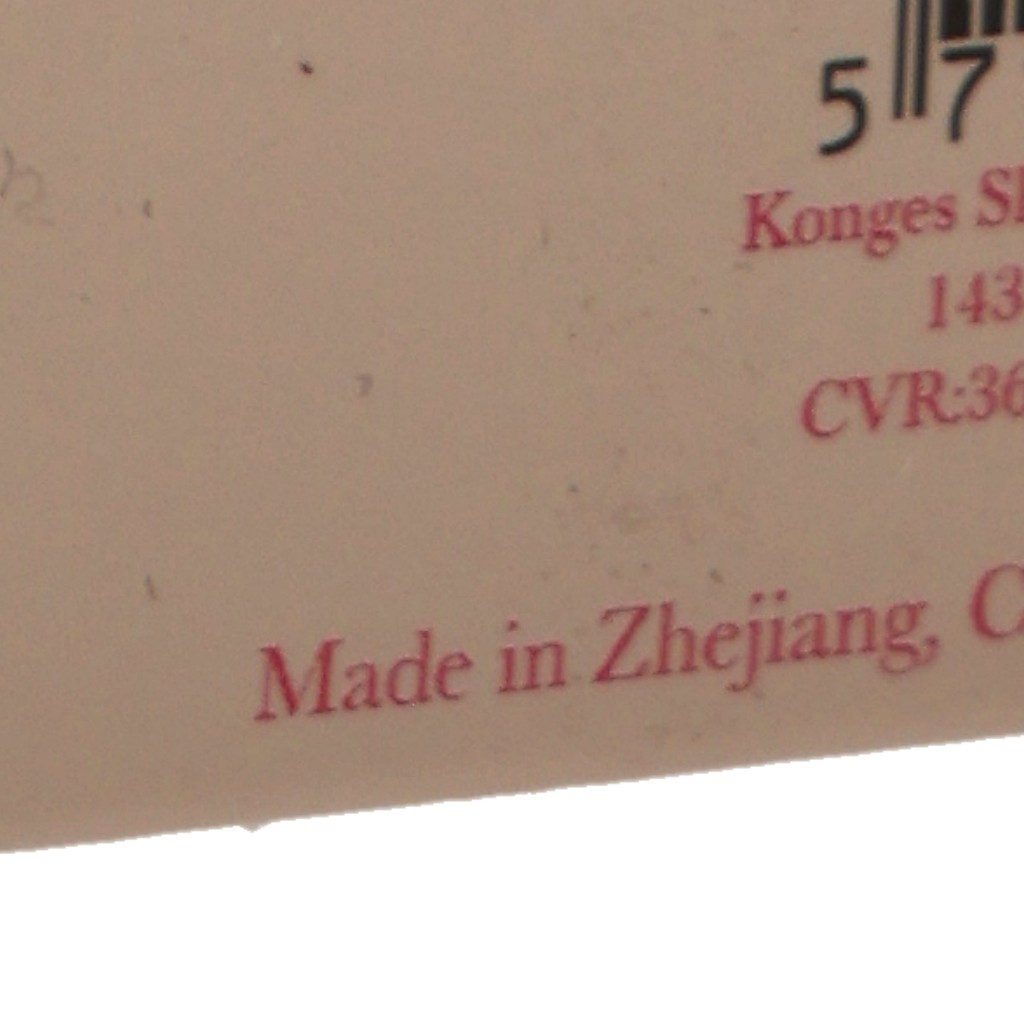 5 7
Konges
143
CVR:36
Made in Zhejiang,